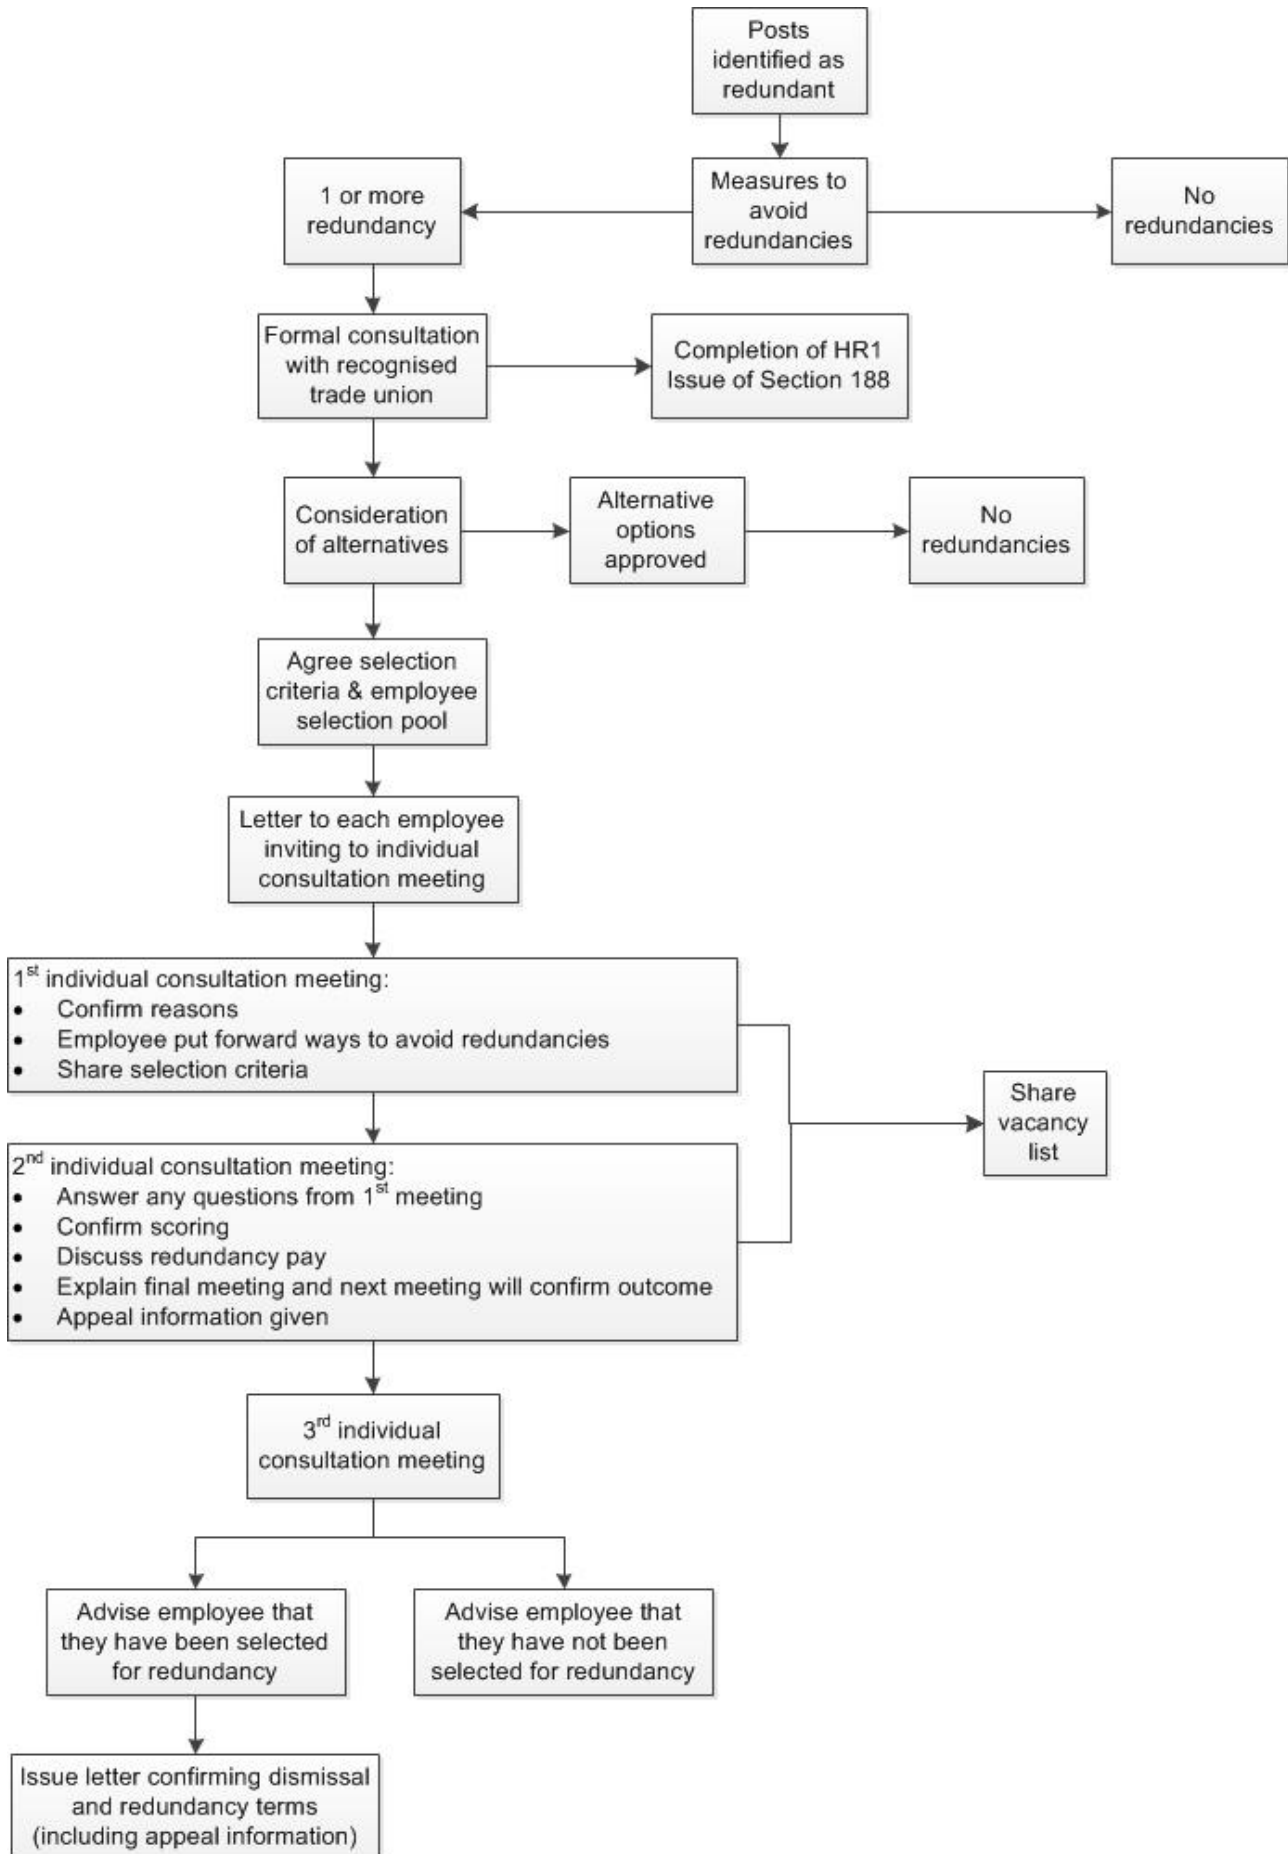 Posts
identified as
redundant
1 or more
redundancy
Measures to
avoid
redundancies
No
redundancies
Formal consultation
with recognised
trade union
Completion of HR1
Issue of Section 188
Consideration
of alternatives
Alternative
options
approved
No
redundancies
Agree selection
criteria & employee
selection pool
Letter to each employee
inviting to individual
consultation meeting
1st individual consultation meeting:
• Confirm reasons
• Employee put forward ways to avoid redundancies
• Share selection criteria
Share
vacancy
list
2nd individual consultation meeting:
• Answer any questions from 1st meeting
• Confirm scoring
• Discuss redundancy pay
• Explain final meeting and next meeting will confirm outcome
• Appeal information given
3rd individual
consultation meeting
Advise employee that
they have been selected
for redundancy
Advise employee that
they have not been
selected for redundancy
Issue letter confirming dismissal
and redundancy terms
(including appeal information)